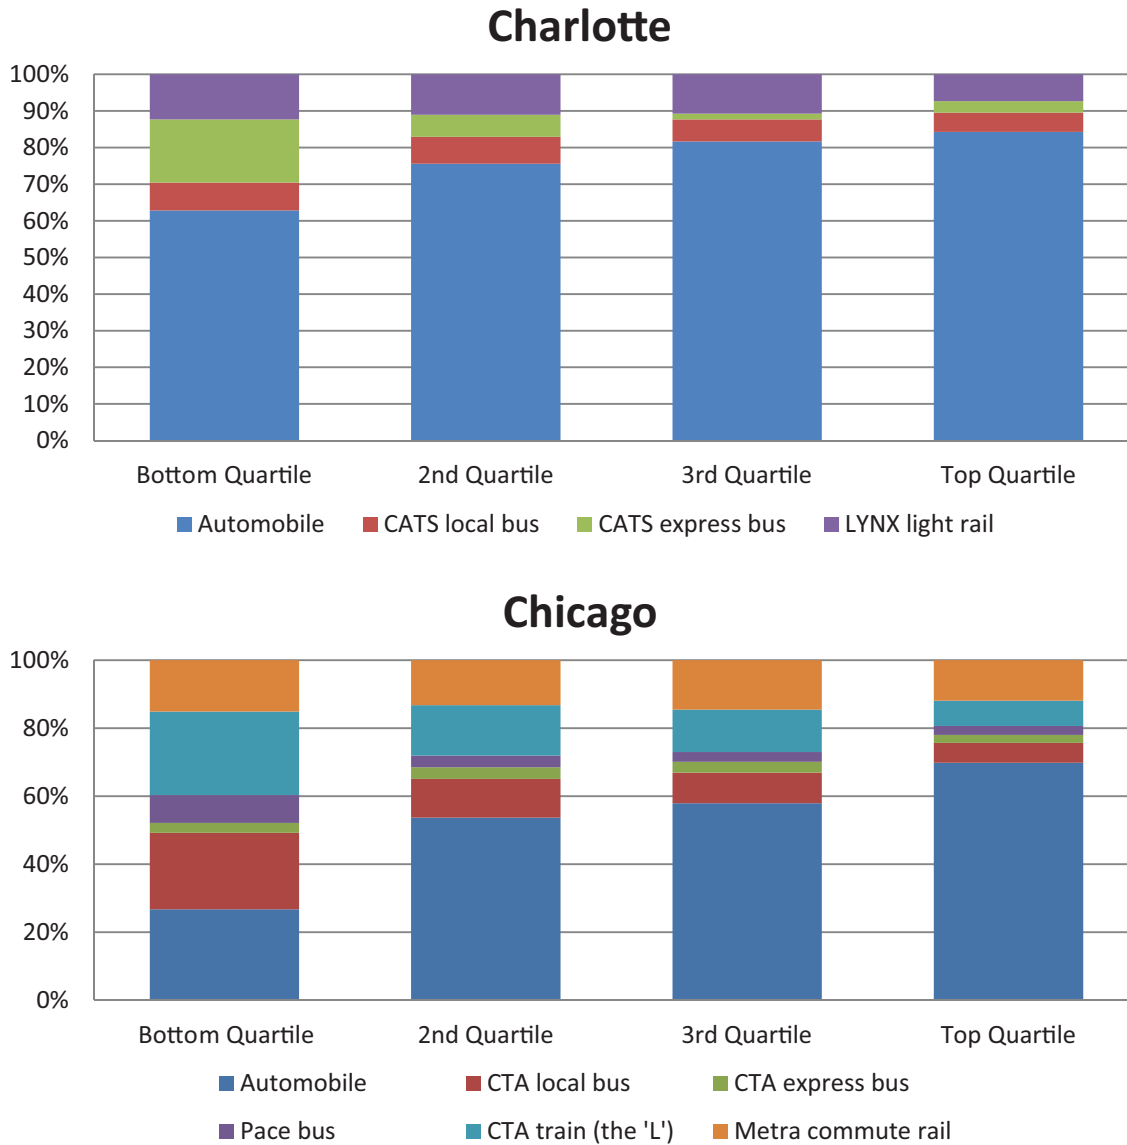 Charlotte
100%
90%
80%
70%
60%
50%
40%
30%
20%
10%
0%
Bottom Quartile 2nd Quartile 3rd Quartile Top Quartile
Automobile CATS local bus CATS express bus LYNX light rail
Chicago
100%
80%
60%
40%
20%
0%
Bottom Quartile 2nd Quartile 3rd Quartile Top Quartile
Automobile CTA local bus CTA express bus
Pace bus CTA train (the 'L') Metra commute rail